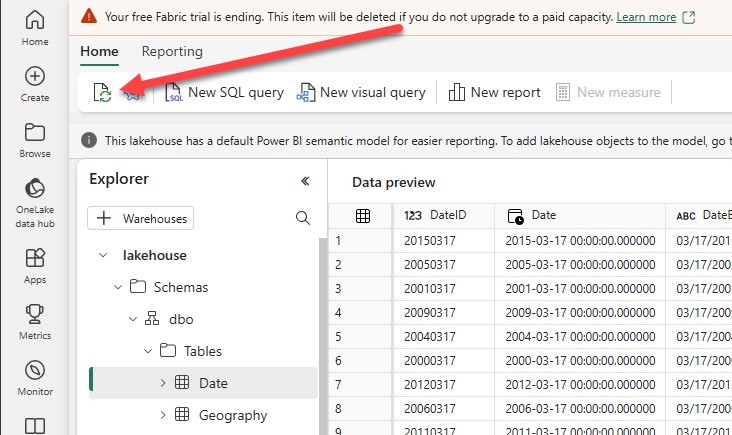 Your free Fabric trial is ending. This item will be deleted if you do not upgrade to a paid capacity. Learn more
Home
Create
Browse
OneLake
data hub
Apps
Metrics
Monitor
Home Reporting
SQL New SQL query New visual query New report New measure
This lakehouse has a default Power BI semantic model for easier reporting. To add lakehouse objects to the model, go t
Explorer
Warehouses
lakehouse
Schemas
dbo
Tables
Date
Geography
Data preview
123 DateID Date ABC DateB
1 20150317 2015-03-17 00:00:00.000000 03/17/201
2 20050317 2005-03-17 00:00:00.000000 03/17/200
3 20010317 2001-03-17 00:00:00.000000 03/17/200
4 20090317 2009-03-17 00:00:00.000000 03/17/200
5 20040317 2004-03-17 00:00:00.000000 03/17/200
6 20000317 2000-03-17 00:00:00.000000 03/17/200
7 20120317 2012-03-17 00:00:00.000000 03/17/201
8 20060317 2006-03-17 00:00:00.000000 03/17/200
9 20110317 2011-03-17 00:00:00.000000 03/17/201